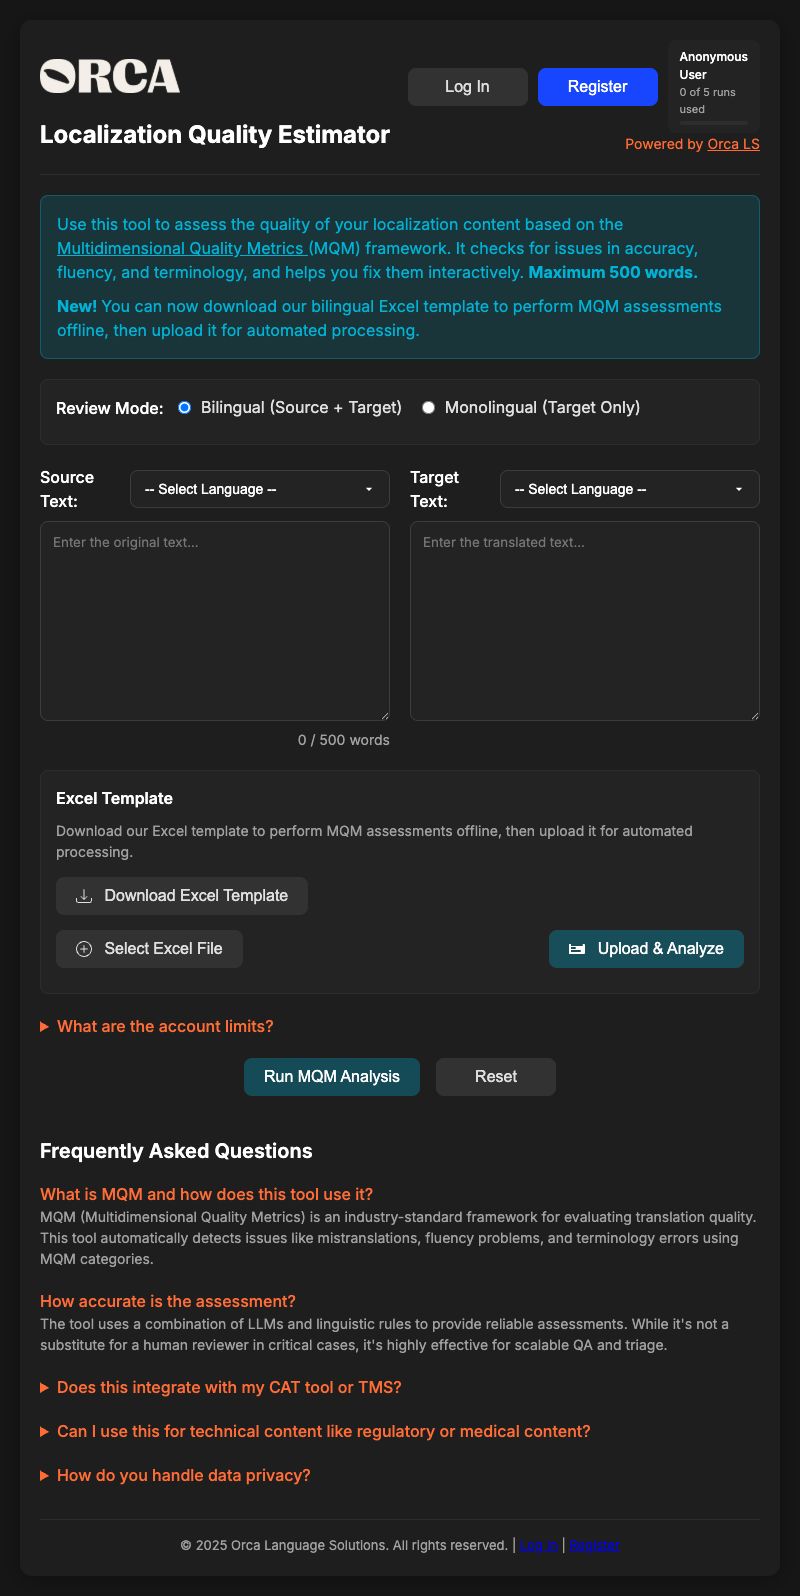 ORCA
Log In
Register
Anonymous
User
0 of 5 runs
used
Localization Quality Estimator
Powered by Orca LS
Use this tool to assess the quality of your localization content based on the
Multidimensional Quality Metrics (MQM) framework. It checks for issues in accuracy,
fluency, and terminology, and helps you fix them interactively. Maximum 500 words.
New! You can now download our bilingual Excel template to perform MQM assessments
offline, then upload it for automated processing.
Review Mode: Bilingual (Source + Target) Monolingual (Target Only)
Source
Text:
-- Select Language --
Target
Text:
-- Select Language --
Enter the original text...
Enter the translated text...
0 / 500 words
Excel Template
Download our Excel template to perform MQM assessments offline, then upload it for automated
processing.
Download Excel Template
Select Excel File
Upload & Analyze
What are the account limits?
Run MQM Analysis
Reset
Frequently Asked Questions
What is MQM and how does this tool use it?
MQM (Multidimensional Quality Metrics) is an industry-standard framework for evaluating translation quality.
This tool automatically detects issues like mistranslations, fluency problems, and terminology errors using
MQM categories.
How accurate is the assessment?
The tool uses a combination of LLMs and linguistic rules to provide reliable assessments. While it's not a
substitute for a human reviewer in critical cases, it's highly effective for scalable QA and triage.
Does this integrate with my CAT tool or TMS?
Can I use this for technical content like regulatory or medical content?
How do you handle data privacy?
© 2025 Orca Language Solutions. All rights reserved. | Log In | Register